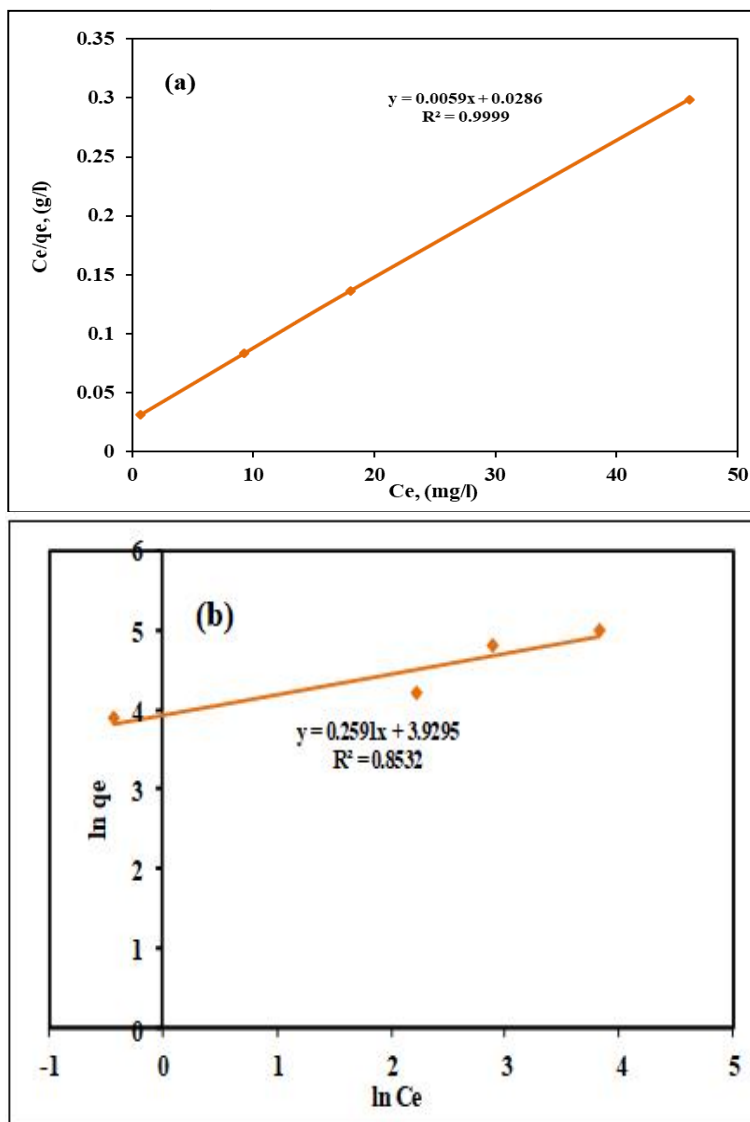 (a)
y = 0.0059x + 0.0286
R² = 0.9999
Ce/qe, (g/l)
0.35
0.3
0.25
0.2
0.15
0.1
0.05
0
0 10 20 30 40 50
Ce, (mg/l)
(b)
y = 0.2591x + 3.9295
R² = 0.8532
ln qe
6
5
4
3
2
1
0
-1 0 1 2 3 4 5
ln Ce